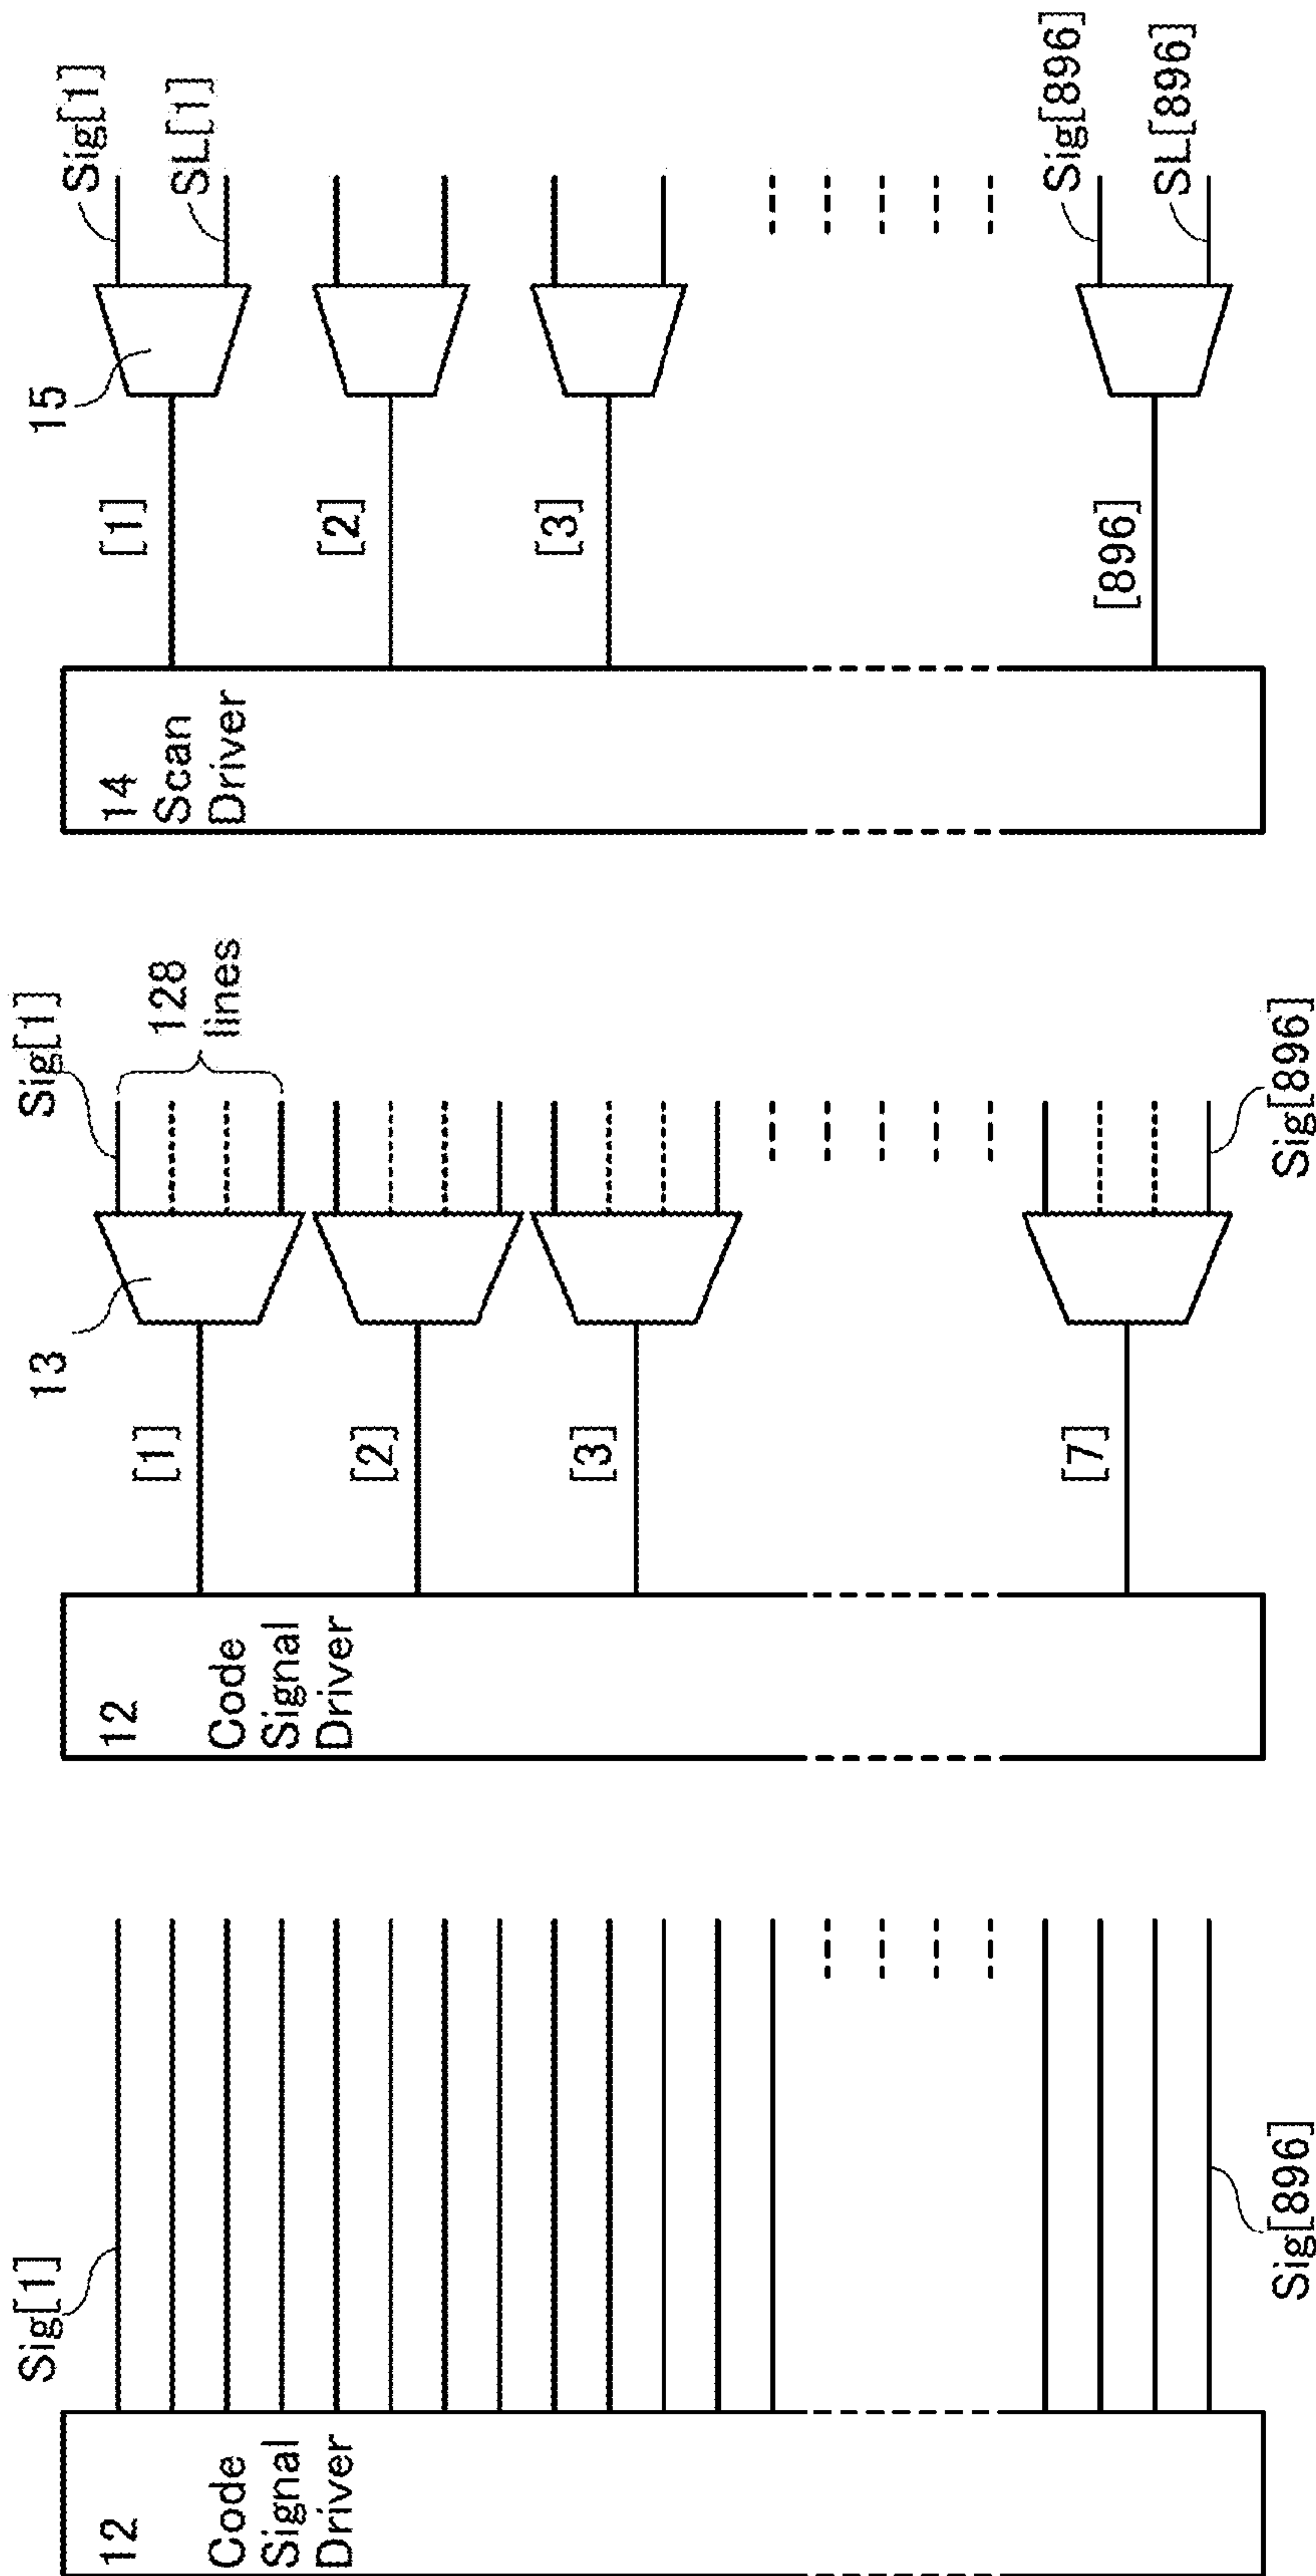 12
Code
Signal
Driver
Sig[1]
Sig[896]
12
Code
Signal
Driver
[1]
[2]
[3]
[7]
13
Sig[1]
128
lines
Sig[896]
14
Scan
Driver
[1]
[2]
[3]
[896]
15
Sig[1]
SL[1]
Sig[896]
SL[896]